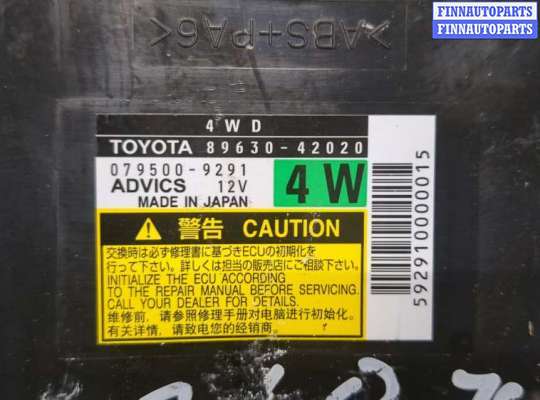 FINNAUTOPARTS
FINNAUTOPARTS
>ABS+PA6<
4WD
TOYOTA 89630-42020
079500-9291
ADVICS 12V
MADE IN JAPAN
4W
警告 CAUTION
交換時は必ず修理書に基づきECUの初期化を
行って下さい。詳しくは担当の販売店にご相談下さい。
INITIALIZE THE ECU ACCORDING
TO THE REPAIR MANUAL BEFORE SERVICING.
CALL YOUR DEALER FOR DETAILS.
维修前，请参照修理手册对电脑进行初始化。
有关详情，请致电您的经销商。
592910000015